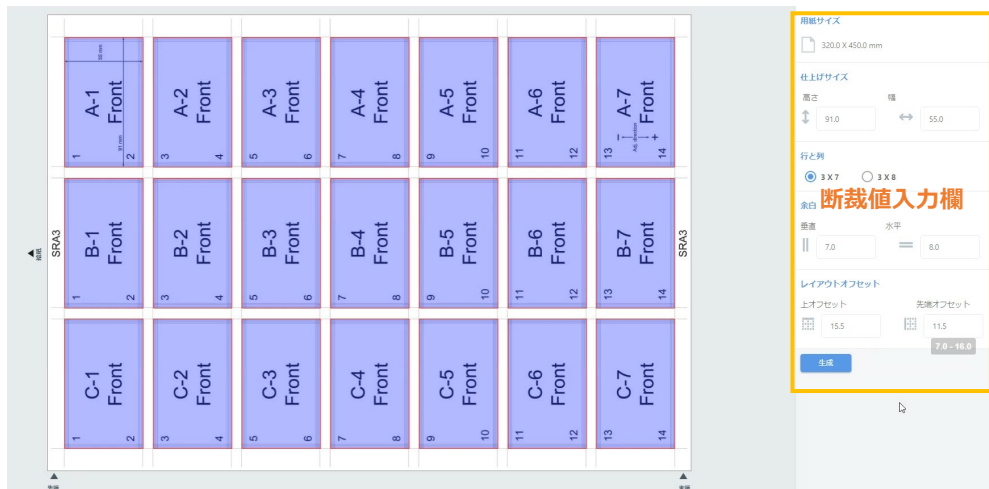 A-1
Front
A-2
Front
A-3
Front
A-4
Front
A-5
Front
A-6
Front
A-7
Front
66 mm
91 mm
− +
Adj. direction
1 2 3 4 5 6 7 8 9 10 11 12 13 14
SRA3
B-1
Front
B-2
Front
B-3
Front
B-4
Front
B-5
Front
B-6
Front
B-7
Front
SRA3
1 2 3 4 5 6 7 8 9 10 11 12 13 14
C-1
Front
C-2
Front
C-3
Front
C-4
Front
C-5
Front
C-6
Front
C-7
Front
1 2 3 4 5 6 7 8 9 10 11 12 13 14
用紙サイズ
320.0 X 450.0 mm
仕上げサイズ
高さ 幅
91.0 55.0
行と列
3 X 7 3 X 8
断裁値入力欄
余白
垂直 水平
7.0 8.0
レイアウトオフセット
上オフセット 先端オフセット
15.5 11.5
7.0 - 16.0
生成